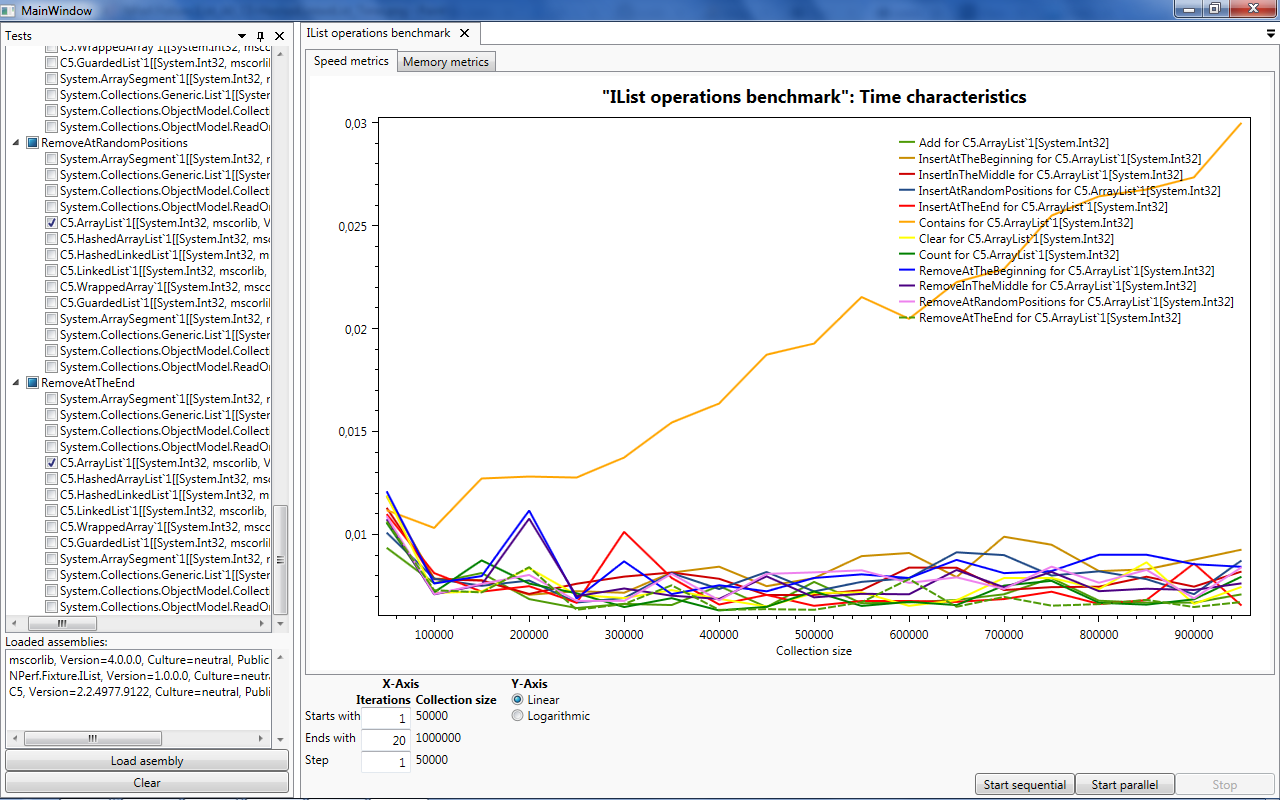 MainWindow
Tests
C5.WrappedArray`1[[System.Int32, mscc
C5.GuardedList`1[[System.Int32, mscorlib
System.ArraySegment`1[[System.Int32, m
System.Collections.Generic.List`1[[System
System.Collections.ObjectModel.Collect
System.Collections.ObjectModel.ReadOn
RemoveAtRandomPositions
System.ArraySegment`1[[System.Int32, m
System.Collections.Generic.List`1[[System
System.Collections.ObjectModel.Collect
System.Collections.ObjectModel.ReadOn
C5.ArrayList`1[[System.Int32, mscorlib, V
C5.HashedArrayList`1[[System.Int32, msc
C5.HashedLinkedList`1[[System.Int32, m
C5.LinkedList`1[[System.Int32, mscorlib,
C5.WrappedArray`1[[System.Int32, mscc
C5.GuardedList`1[[System.Int32, mscorlib
System.ArraySegment`1[[System.Int32, m
System.Collections.Generic.List`1[[System
System.Collections.ObjectModel.Collect
System.Collections.ObjectModel.ReadOn
RemoveAtTheEnd
System.ArraySegment`1[[System.Int32, m
System.Collections.Generic.List`1[[System
System.Collections.ObjectModel.Collect
System.Collections.ObjectModel.ReadOn
C5.ArrayList`1[[System.Int32, mscorlib, V
C5.HashedArrayList`1[[System.Int32, msc
C5.HashedLinkedList`1[[System.Int32, m
C5.LinkedList`1[[System.Int32, mscorlib,
C5.WrappedArray`1[[System.Int32, mscc
C5.GuardedList`1[[System.Int32, mscorlib
System.ArraySegment`1[[System.Int32, m
System.Collections.Generic.List`1[[System
System.Collections.ObjectModel.Collect
System.Collections.ObjectModel.ReadOn
Loaded assemblies:
mscorlib, Version=4.0.0.0, Culture=neutral, Public
NPerf.Fixture.IList, Version=1.0.0.0, Culture=neutra
C5, Version=2.2.4977.9122, Culture=neutral, Publi
Load asembly
Clear
IList operations benchmark
Speed metrics
Memory metrics
"IList operations benchmark": Time characteristics
0,03
0,025
0,02
0,015
0,01
Add for C5.ArrayList`1[System.Int32]
InsertAtTheBeginning for C5.ArrayList`1[System.Int32]
InsertInTheMiddle for C5.ArrayList`1[System.Int32]
InsertAtRandomPositions for C5.ArrayList`1[System.Int32]
InsertAtTheEnd for C5.ArrayList`1[System.Int32]
Contains for C5.ArrayList`1[System.Int32]
Clear for C5.ArrayList`1[System.Int32]
Count for C5.ArrayList`1[System.Int32]
RemoveAtTheBeginning for C5.ArrayList`1[System.Int32]
RemoveInTheMiddle for C5.ArrayList`1[System.Int32]
RemoveAtRandomPositions for C5.ArrayList`1[System.Int32]
RemoveAtTheEnd for C5.ArrayList`1[System.Int32]
100000 200000 300000 400000 500000 600000 700000 800000 900000
Collection size
X-Axis Y-Axis
Iterations Collection size Linear
Starts with 1 50000 Logarithmic
Ends with 20 1000000
Step 1 50000
Start sequential Start parallel Stop